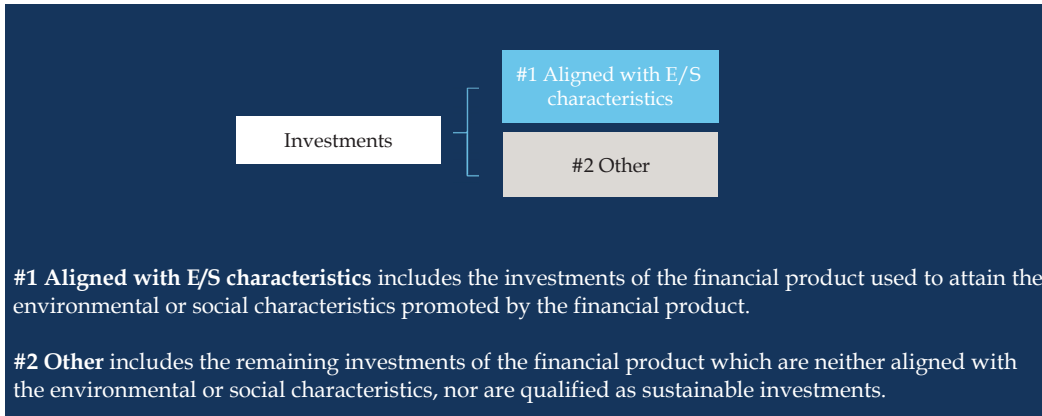 #1 Aligned with E/S
characteristics
Investments
#2 Other
#1 Aligned with E/S characteristics includes the investments of the financial product used to attain the
environmental or social characteristics promoted by the financial product.
#2 Other includes the remaining investments of the financial product which are neither aligned with
the environmental or social characteristics, nor are qualified as sustainable investments.